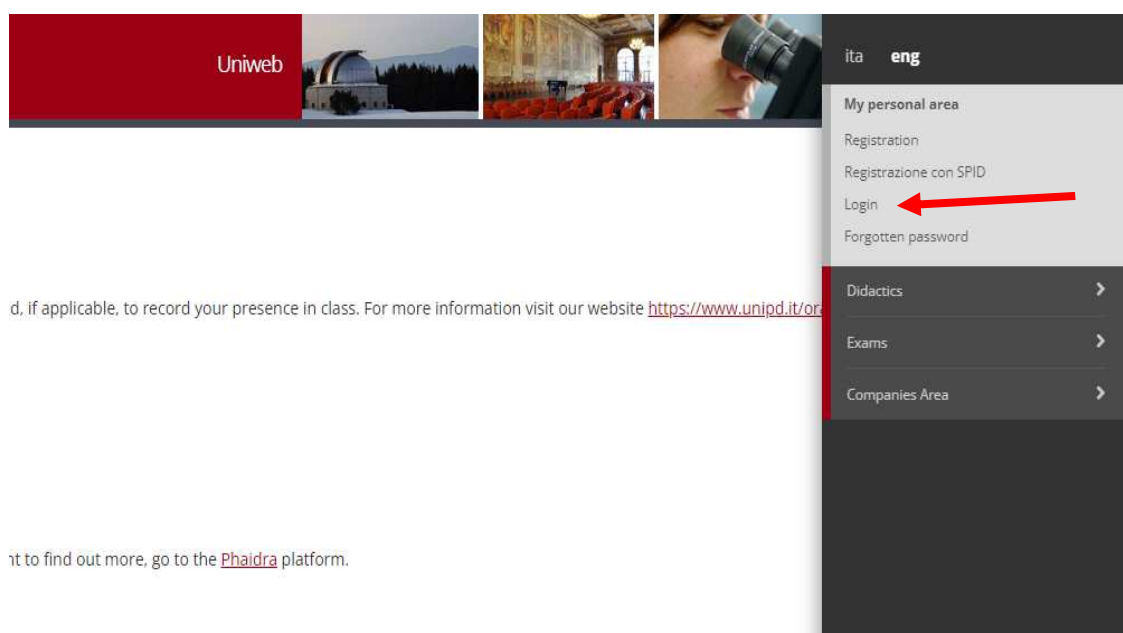 Uniweb
ita eng
My personal area
Registration
Registrazione con SPID
Login
Forgotten password
Didactics
Exams
Companies Area
d, if applicable, to record your presence in class. For more information visit our website https://www.unipd.it/or
to find out more, go to the Phaidra platform.